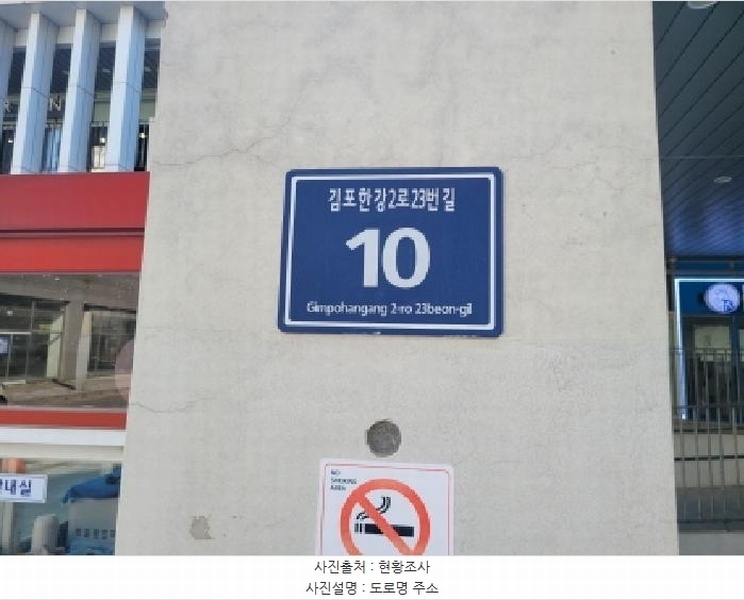 김포한강2로23번길
10
Gimpohangang 2-ro 23beon-gil
NO
SMOKING
AREA
내실
사진출처 : 현황조사
사진설명 : 도로명 주소